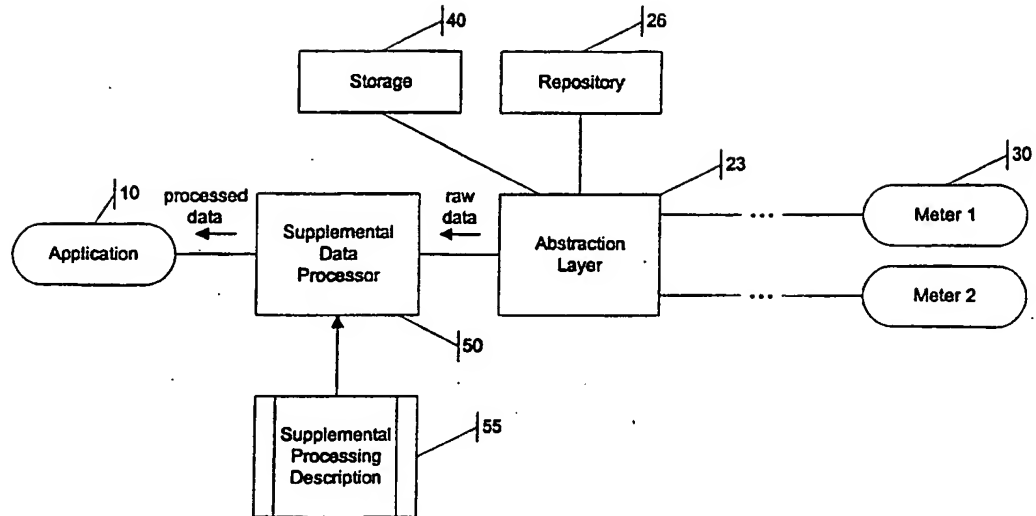 40
26
Storage
Repository
23
30
10
processed
data
raw
data
Application
Supplemental
Data
Processor
Abstraction
Layer
Meter 1
Meter 2
50
Supplemental
Processing
Description
55